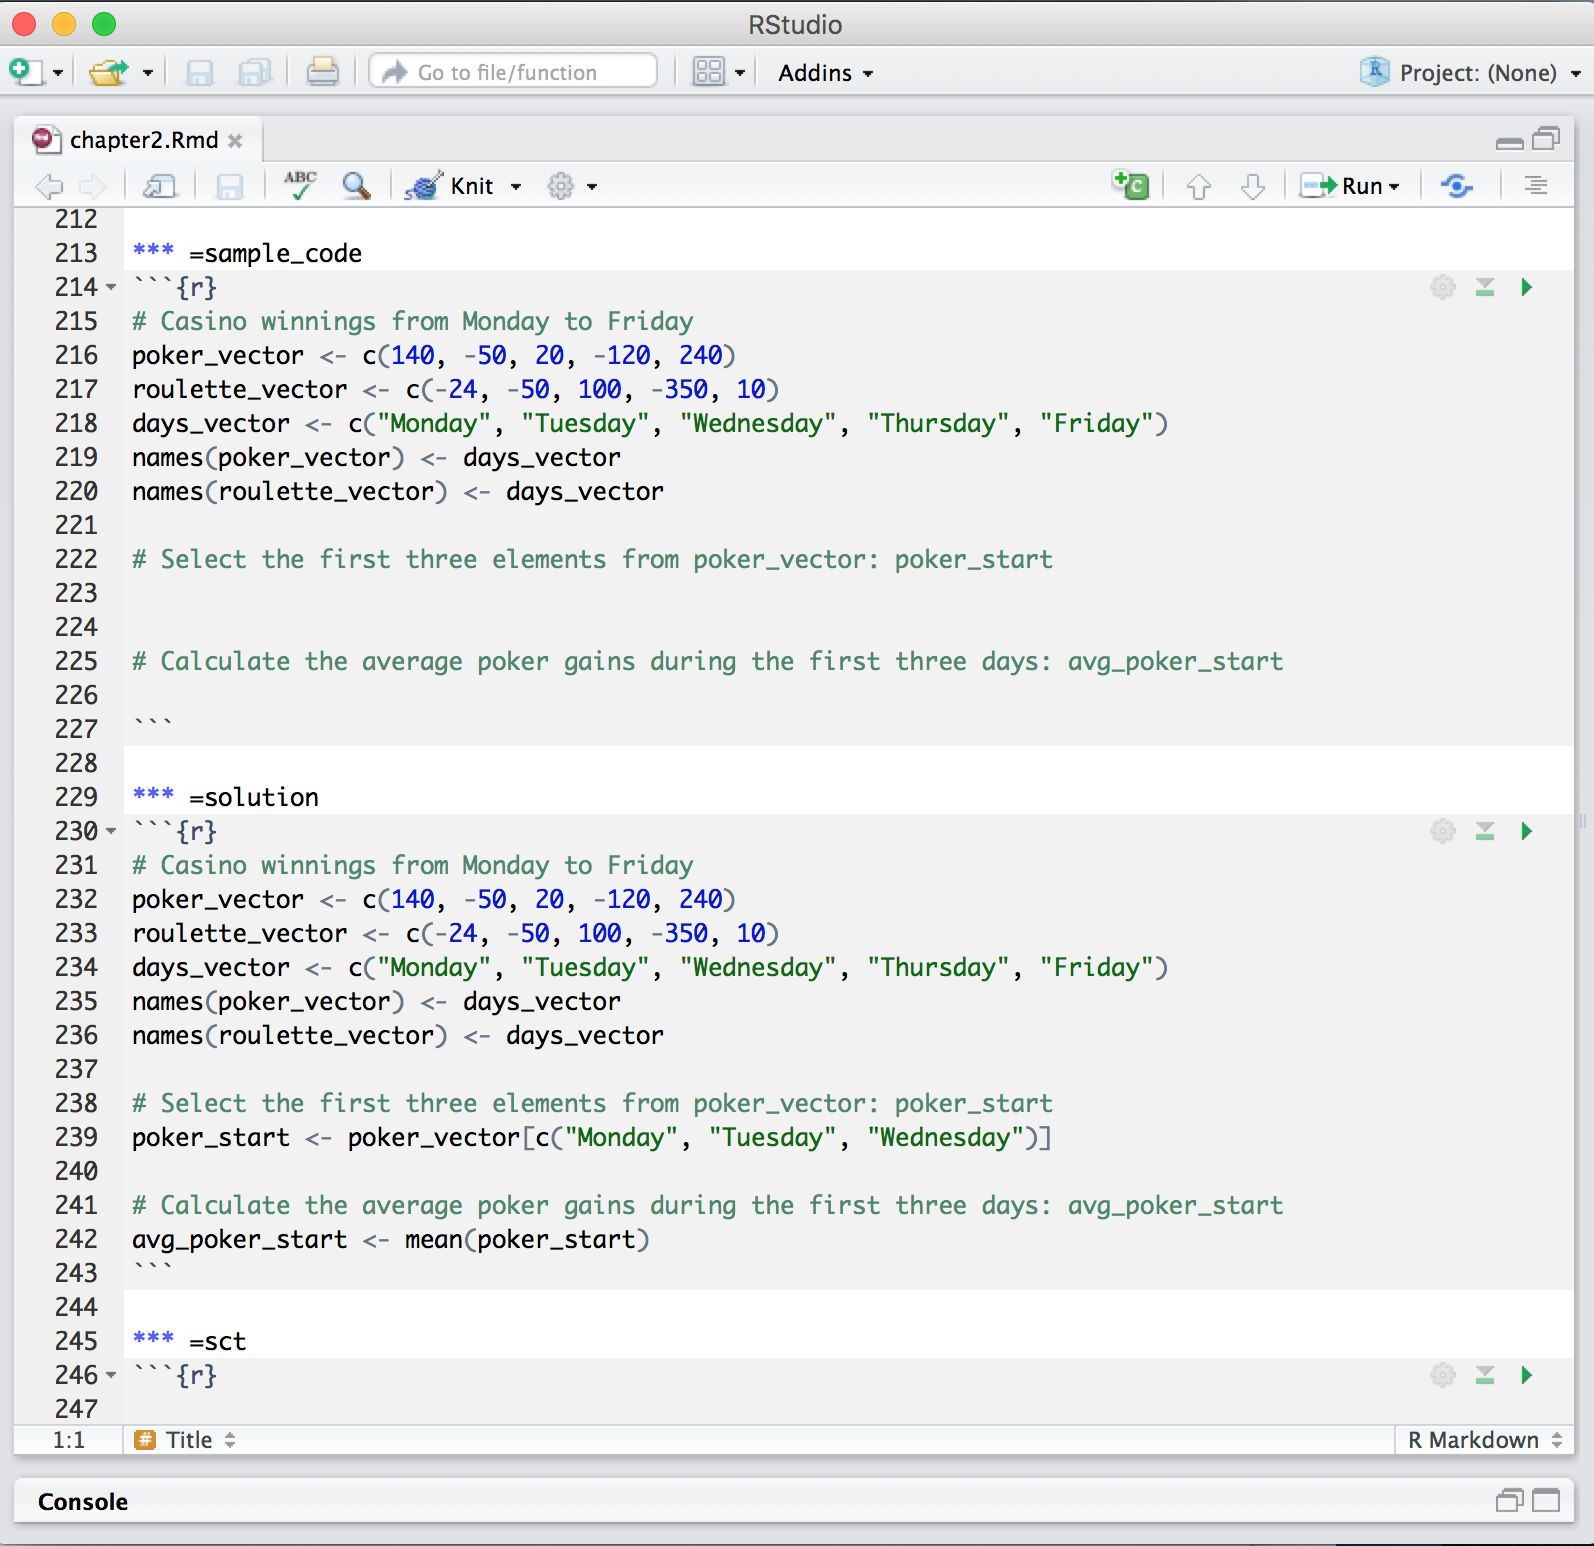 RStudio
Go to file/function Addins Project: (None)
chapter2.Rmd
ABC Knit Run
212
213 *** =sample_code
214 ```{r}
215 # Casino winnings from Monday to Friday
216 poker_vector <- c(140, -50, 20, -120, 240)
217 roulette_vector <- c(-24, -50, 100, -350, 10)
218 days_vector <- c("Monday", "Tuesday", "Wednesday", "Thursday", "Friday")
219 names(poker_vector) <- days_vector
220 names(roulette_vector) <- days_vector
221
222 # Select the first three elements from poker_vector: poker_start
223
224
225 # Calculate the average poker gains during the first three days: avg_poker_start
226
227 ```
228
229 *** =solution
230 ```{r}
231 # Casino winnings from Monday to Friday
232 poker_vector <- c(140, -50, 20, -120, 240)
233 roulette_vector <- c(-24, -50, 100, -350, 10)
234 days_vector <- c("Monday", "Tuesday", "Wednesday", "Thursday", "Friday")
235 names(poker_vector) <- days_vector
236 names(roulette_vector) <- days_vector
237
238 # Select the first three elements from poker_vector: poker_start
239 poker_start <- poker_vector[c("Monday", "Tuesday", "Wednesday")]
240
241 # Calculate the average poker gains during the first three days: avg_poker_start
242 avg_poker_start <- mean(poker_start)
243 ```
244
245 *** =sct
246 ```{r}
247
1:1 # Title R Markdown
Console